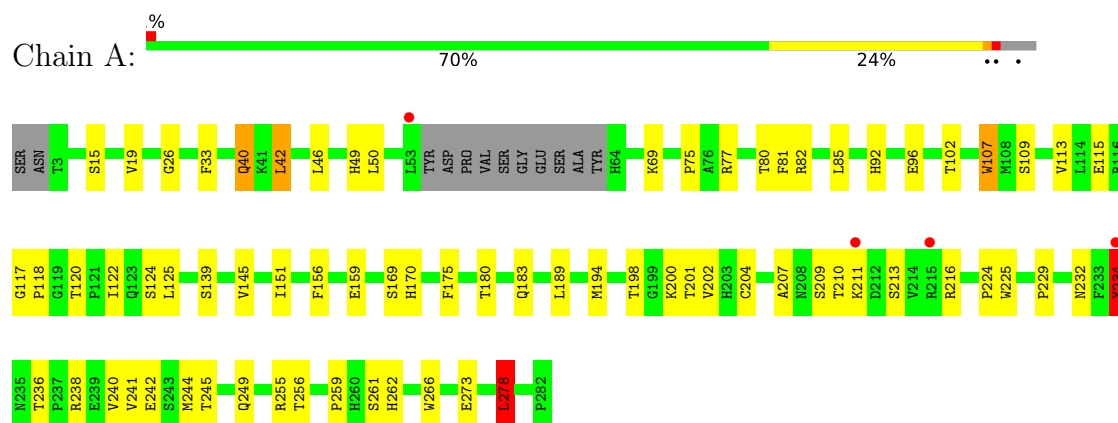 .%
Chain A:
70% 24% •• •
SER ASN T3 S15 V19 G26 F33 Q40 K41 L42 L46 H49 L50 L53 TYR ASP PRO VAL SER GLY GLU SER ALA TYR H64 K69 P75 A76 R77 T80 F81 R82 L85 H92 E96 T102 W107 M108 S109 V113 L114 E115
G117 P118 G119 T120 P121 I122 Q123 S124 L125 S139 V145 I151 F156 E159 S169 H170 F175 T180 Q183 L189 M194 T198 G199 K200 T201 V202 H203 C204 A207 N208 S209 T210 K211 D212 S213 V214 R215 R216 P224 W225 P229 N232 F233
N235 T236 P237 R238 E239 V240 V241 E242 S243 M244 T245 Q249 R255 T256 P259 H260 S261 H262 W266 E273 L278 P282